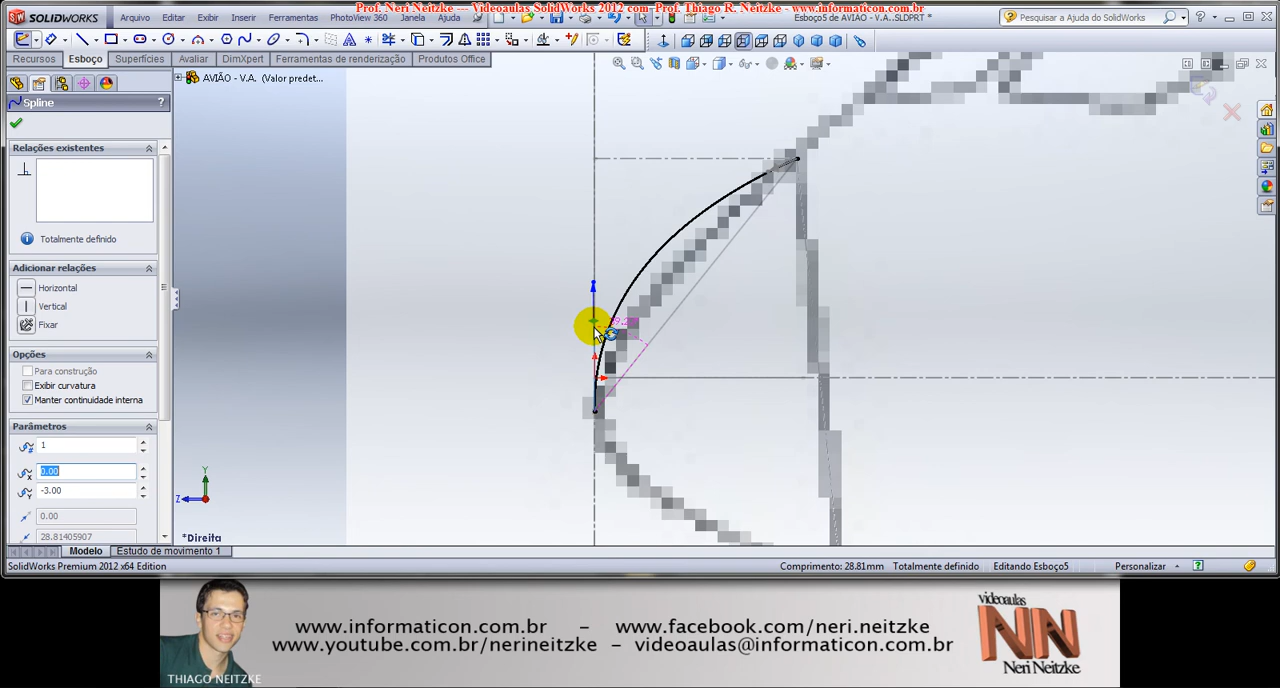 Prof. Neri Neitzke --- Videoaulas SolidWorks 2012 com Prof. Thiago R. Neitzke - www.informaticon.com.br
SOLIDWORKS Arquivo Editar Exibir Inserir Ferramentas PhotoView 360 Janela Ajuda Esboço5 de AVIÃO - V.A..SLDPRT * Pesquisar a Ajuda do SolidWorks
Recursos Esboço Superfícies Avaliar DimXpert Ferramentas de renderização Produtos Office
AVIÃO - V.A. (Valor predet...
Spline ?
Relações existentes
Totalmente definido
Adicionar relações
Horizontal
Vertical
Fixar
Opções
Para construção
Exibir curvatura
Manter continuidade interna
Parâmetros
1
0.00
-3.00
0.00
28.81405907
Y
Z
*Direita
Modelo Estudo de movimento 1
SolidWorks Premium 2012 x64 Edition Comprimento: 28.81mm Totalmente definido Editando Esboço5 Personalizar
www.informaticon.com.br - www.facebook.com/neri.neitzke
www.youtube.com.br/nerineitzke - videoaulas@informaticon.com.br
THIAGO NEITZKE
videoaulas
NN
Neri Neitzke